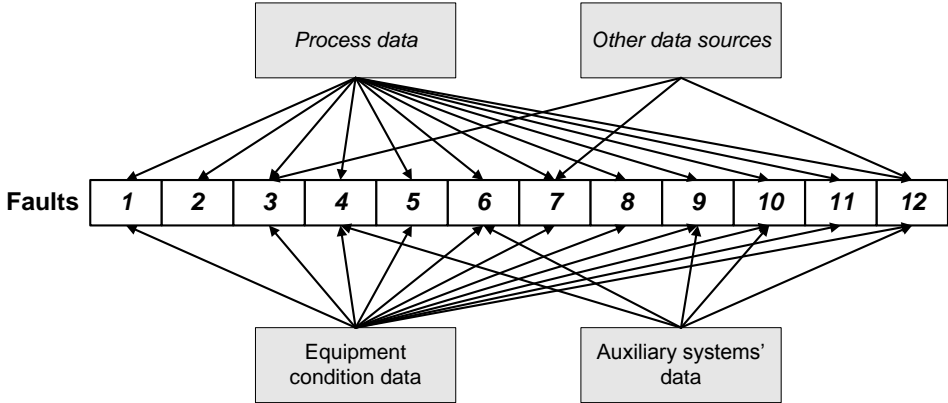 Process data
Other data sources
Faults 1 2 3 4 5 6 7 8 9 10 11 12
Equipment
condition data
Auxiliary systems’
data